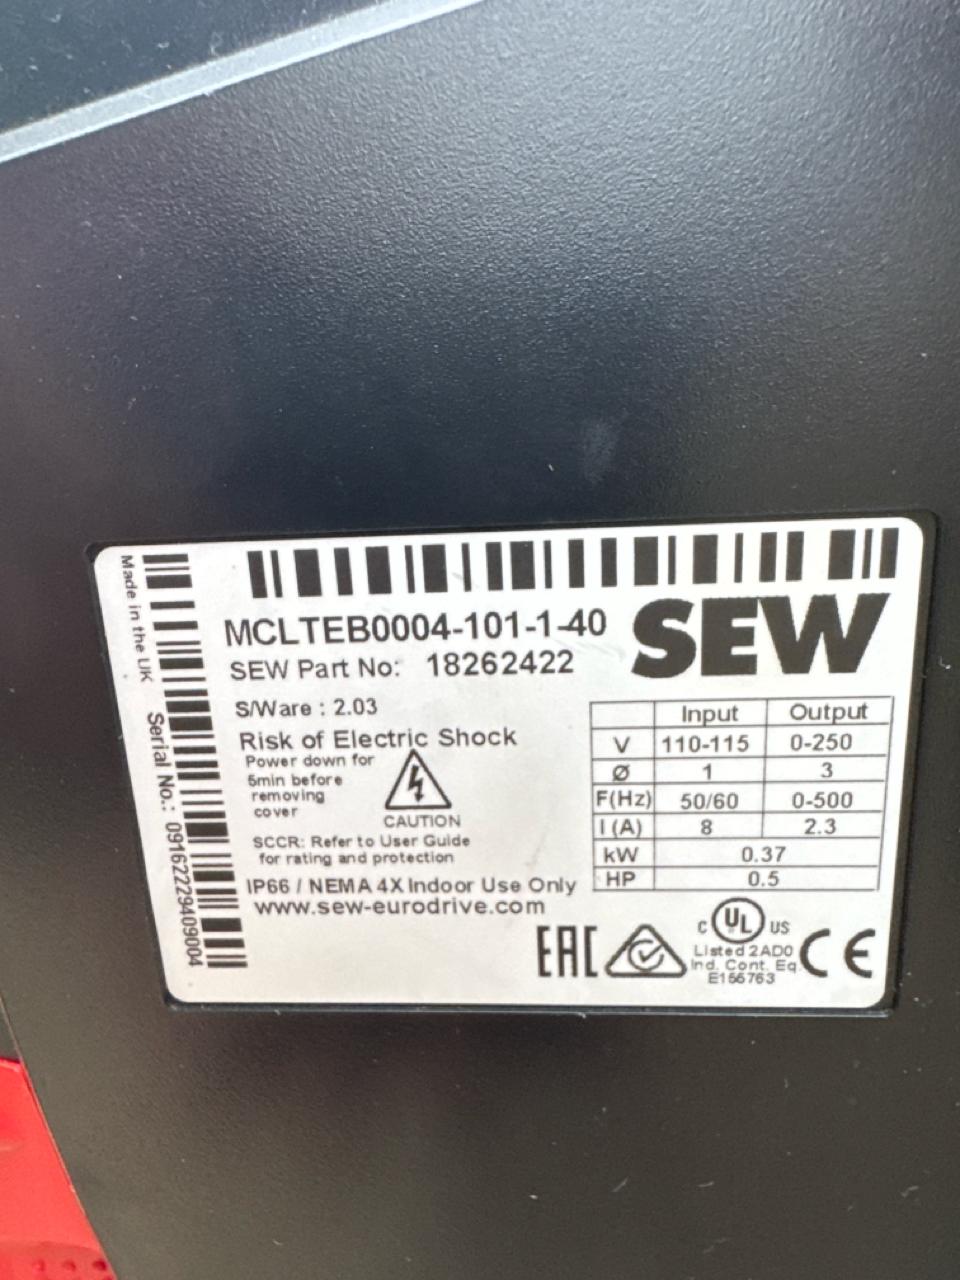 MCLTEB0004-101-1-40
SEW
SEW Part No: 18262422
S/Ware : 2.03
Risk of Electric Shock
Power down for
5min before
removing
cover
CAUTION
SCCR: Refer to User Guide
for rating and protection
IP66 / NEMA 4X Indoor Use Only
www.sew-eurodrive.com
Input Output
V 110-115 0-250
Ø 1 3
F(Hz) 50/60 0-500
I (A) 8 2.3
kW 0.37
HP 0.5
EAC
C UL US
Listed 2AD0
Ind. Cont. Eq.
E156763
CE
Made in the UK
Serial No.: 09162229409004